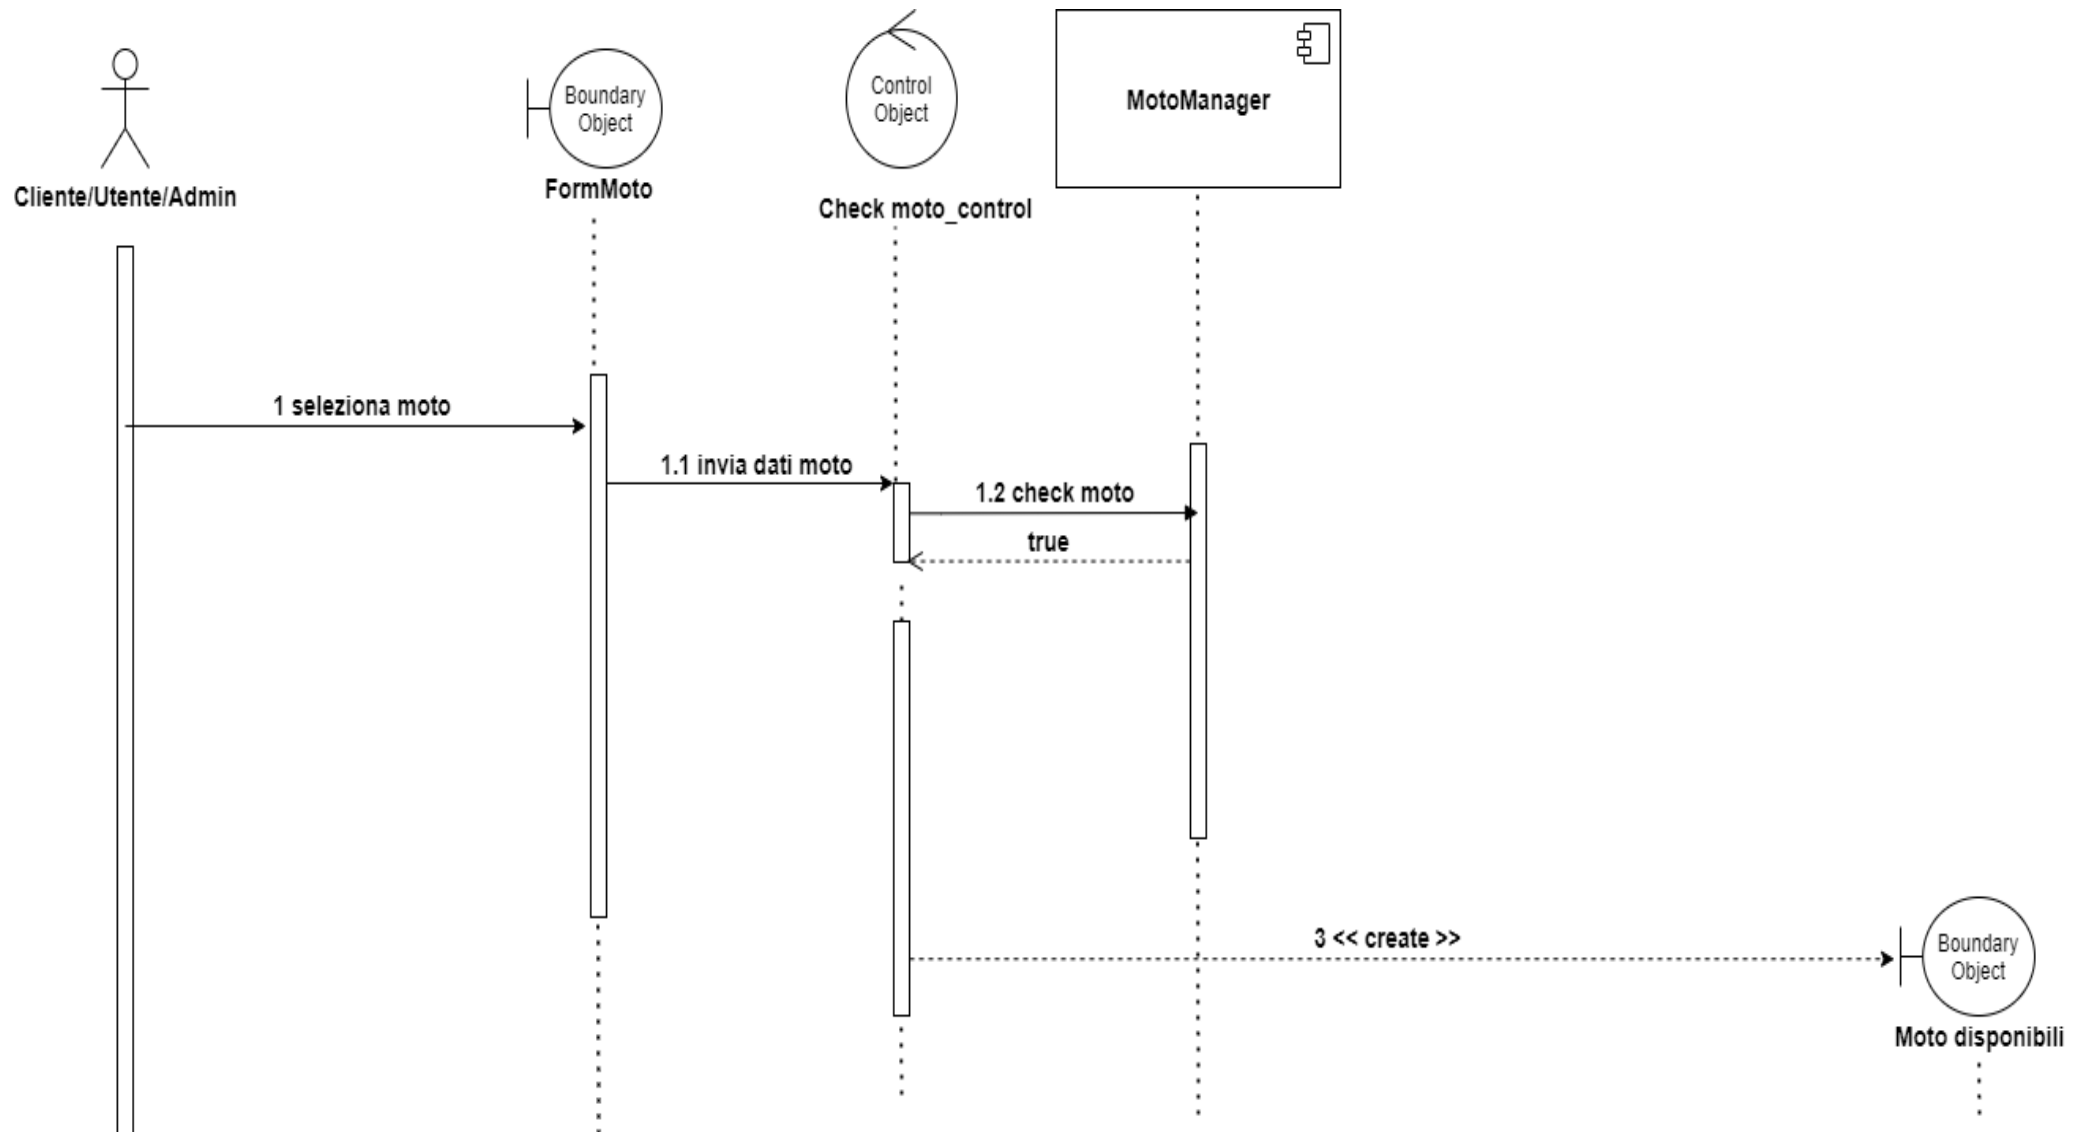 Boundary
Object
Control
Object
MotoManager
Cliente/Utente/Admin
FormMoto
Check moto_control
1 seleziona moto
1.1 invia dati moto
1.2 check moto
true
3 << create >>
Boundary
Object
Moto disponibili